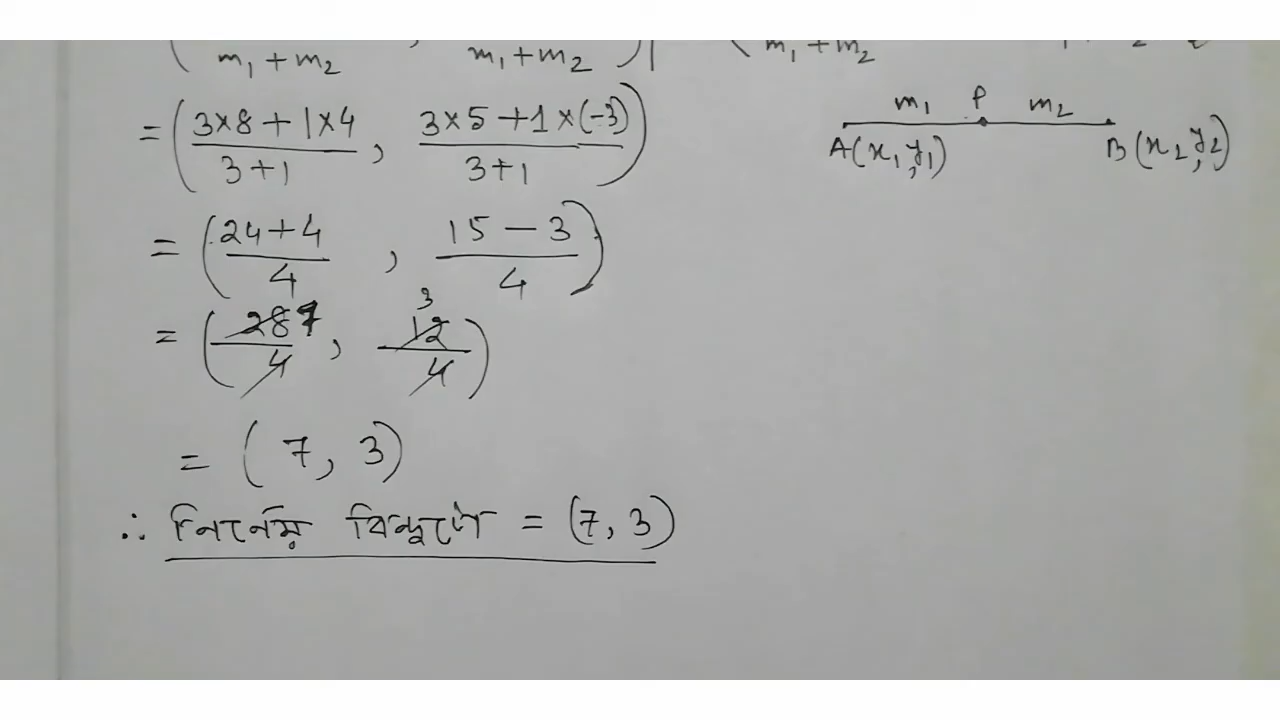 m₁ + m₂ , m₁ + m₂ ) | ( m₁ + m₂
= ( (3×8 + 1×4)/(3+1) , (3×5 + 1×(-3))/(3+1) )
m₁ P m₂
A(x₁, y₁) B(x₂, y₂)
= ( (24+4)/4 , (15 - 3)/4 )
= ( 28/4 7 , 12/4 3 )
= ( 7, 3 )
∴ = (7, 3)